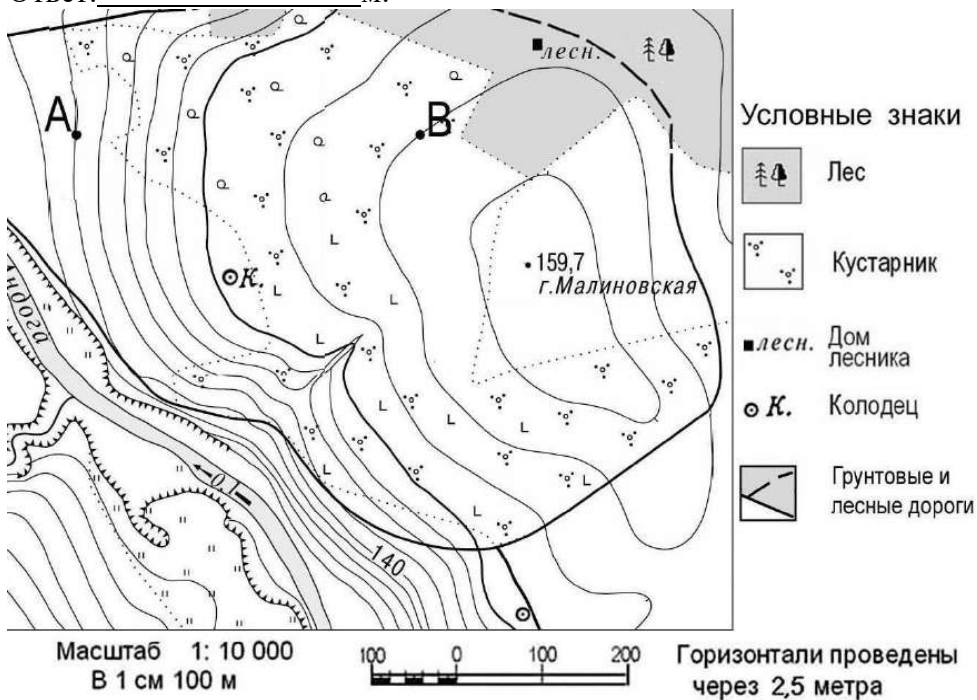 Ответ: м.
лесн.
А
В
159,7
г.Малиновская
К.
0,1
140
Условные знаки
Лес
Кустарник
лесн. Дом
лесника
К. Колодец
Грунтовые и
лесные дороги
Масштаб 1: 10 000
В 1 см 100 м
100 0 100 200
Горизонтали проведены
через 2,5 метра